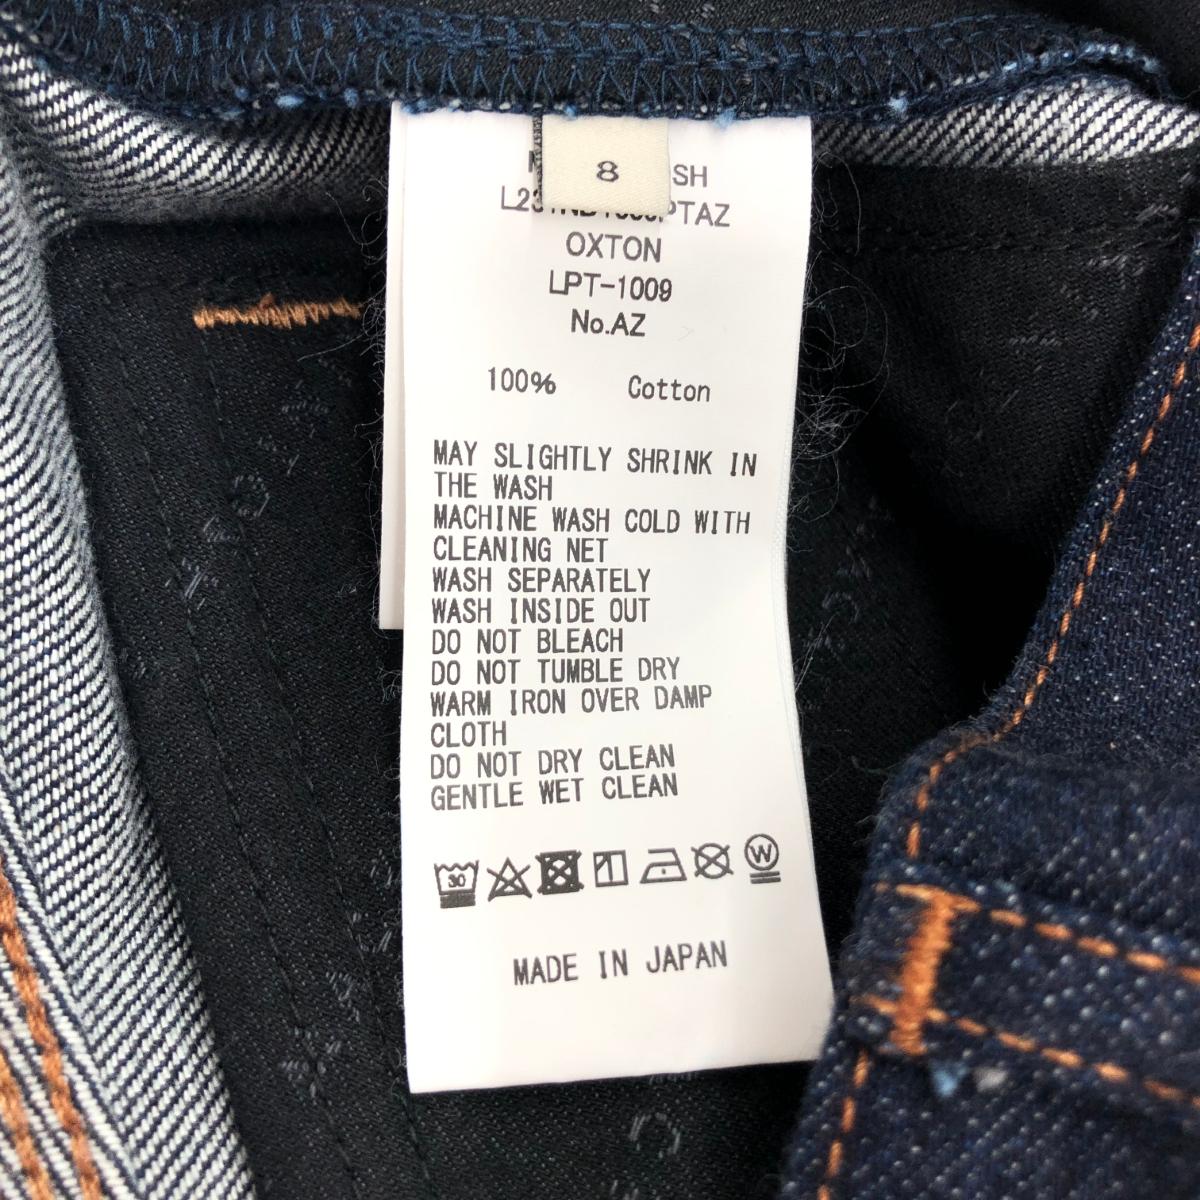 8
SH
OXTON
LPT-1009
No.AZ
100% Cotton
MAY SLIGHTLY SHRINK IN
THE WASH
MACHINE WASH COLD WITH
CLEANING NET
WASH SEPARATELY
WASH INSIDE OUT
DO NOT BLEACH
DO NOT TUMBLE DRY
WARM IRON OVER DAMP
CLOTH
DO NOT DRY CLEAN
GENTLE WET CLEAN
30
W
MADE IN JAPAN